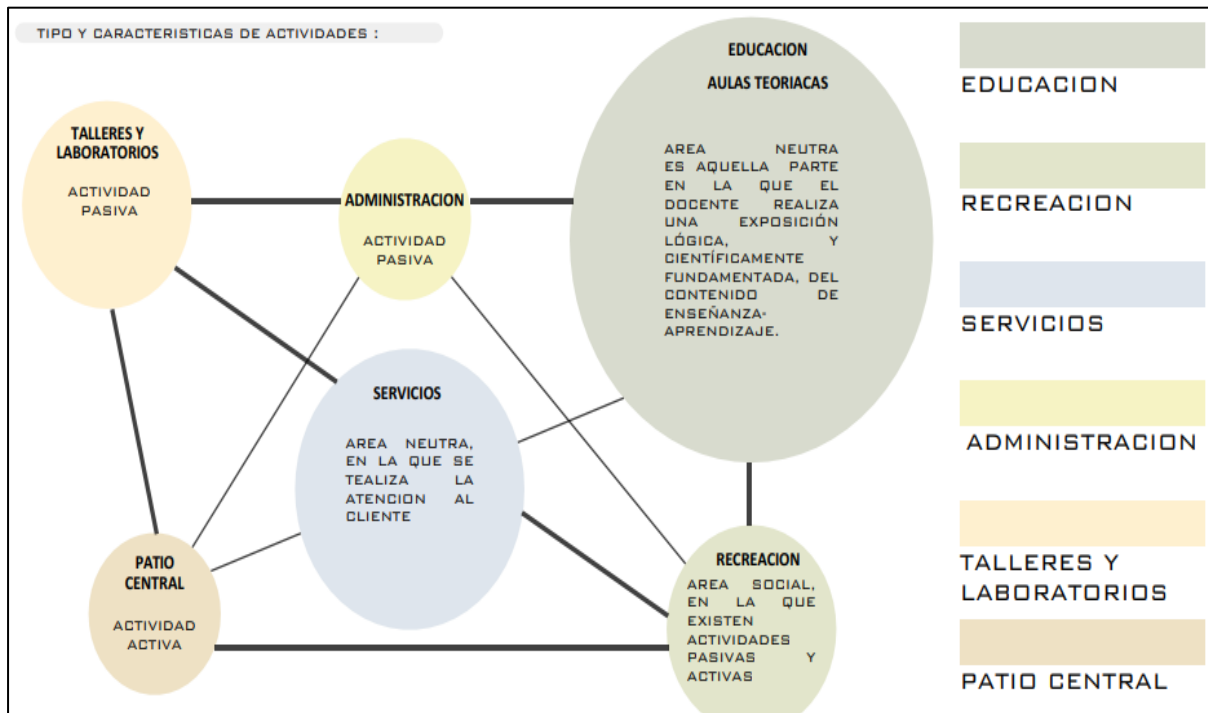 TIPO Y CARACTERISTICAS DE ACTIVIDADES :
TALLERES Y
LABORATORIOS
ACTIVIDAD
PASIVA
ADMINISTRACION
ACTIVIDAD
PASIVA
EDUCACION
AULAS TEORIACAS
AREA NEUTRA
ES AQUELLA PARTE
EN LA QUE EL
DOCENTE REALIZA
UNA EXPOSICIÓN
LÓGICA, Y
CIENTÍFICAMENTE
FUNDAMENTADA, DEL
CONTENIDO DE
ENSEÑANZA-
APRENDIZAJE.
SERVICIOS
AREA NEUTRA,
EN LA QUE SE
TEALIZA LA
ATENCION AL
CLIENTE
PATIO
CENTRAL
ACTIVIDAD
ACTIVA
RECREACION
AREA SOCIAL,
EN LA QUE
EXISTEN
ACTIVIDADES
PASIVAS Y
ACTIVAS
EDUCACION
RECREACION
SERVICIOS
ADMINISTRACION
TALLERES Y
LABORATORIOS
PATIO CENTRAL